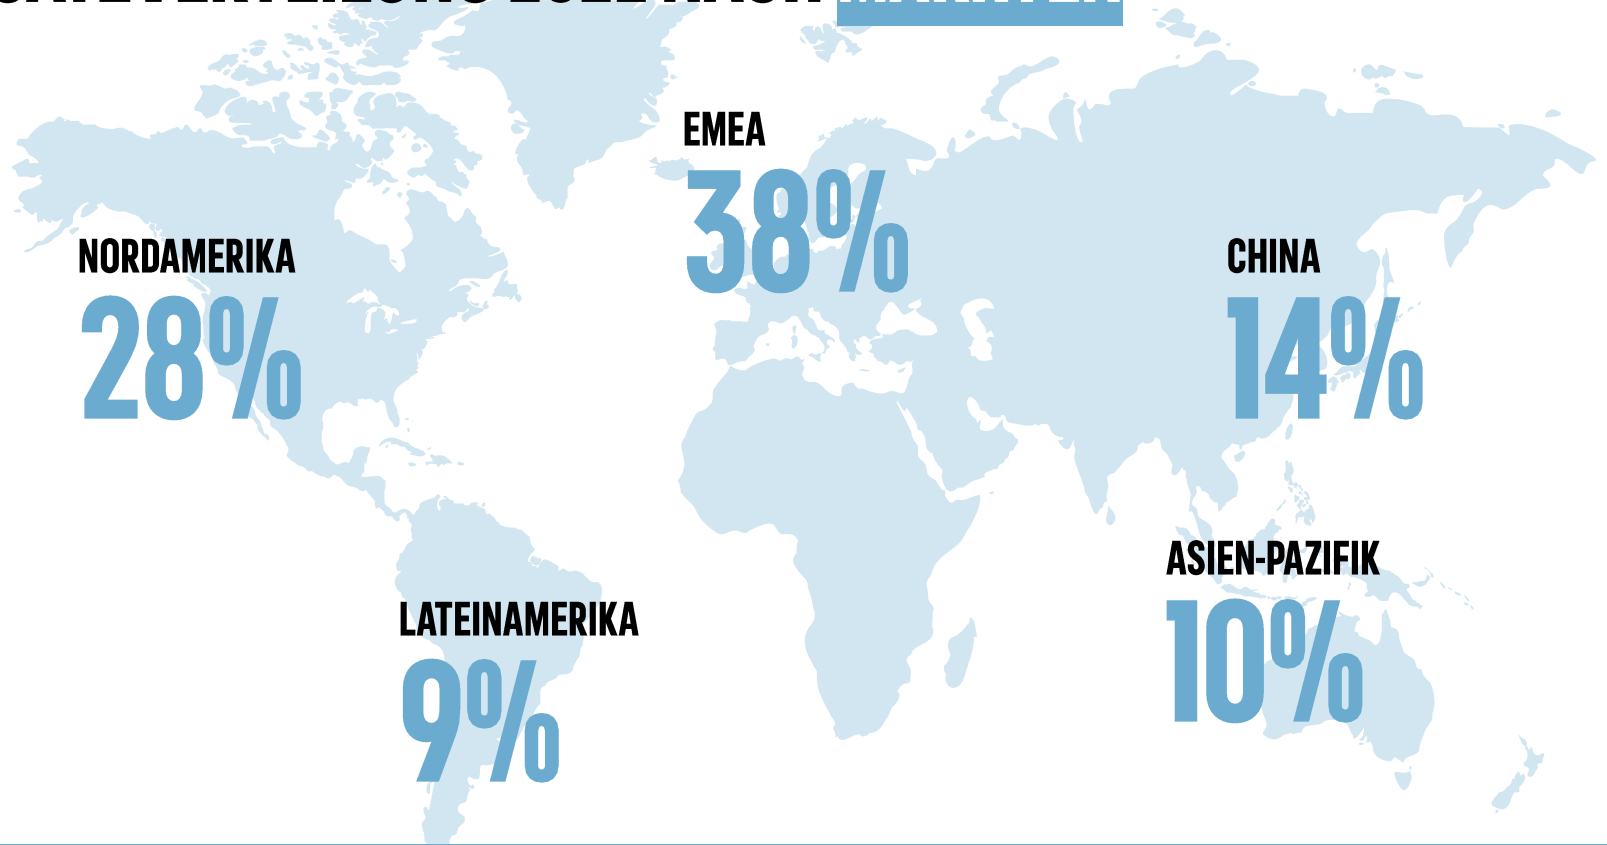 NORDAMERIKA
28%
EMEA
38%
CHINA
14%
LATEINAMERIKA
9%
ASIEN-PAZIFIK
10%